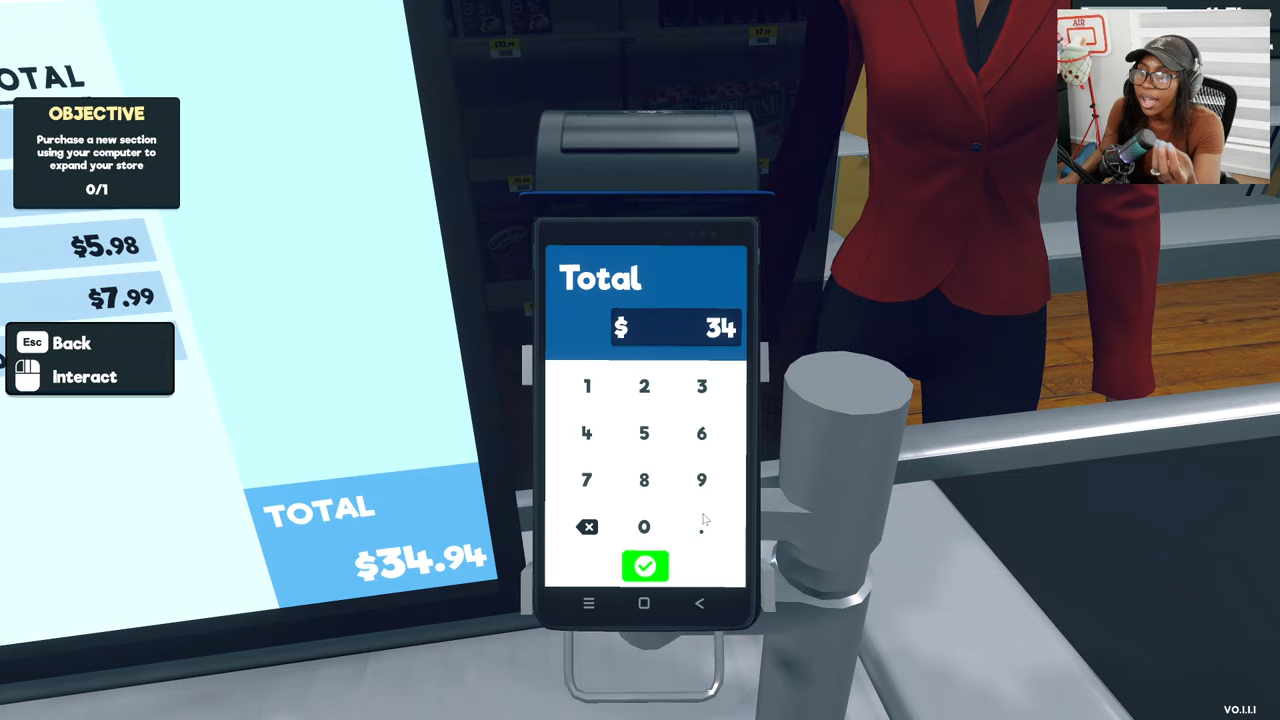 OTAL
OBJECTIVE
Purchase a new section
using your computer to
expand your store
0/1
$5.98
$7.99
Esc Back
Interact
TOTAL
$34.94
Total
$ 34
1 2 3
4 5 6
7 8 9
0 .
AIR
V0.1.1.1